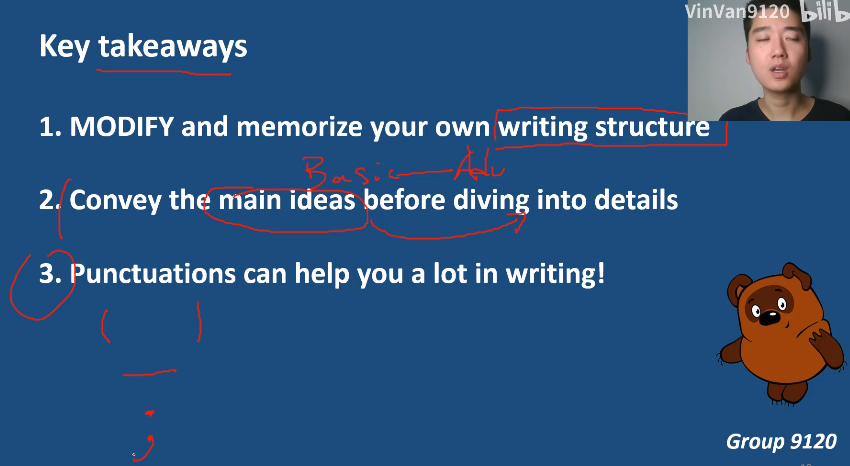 VinVan9120 bilib
Key takeaways
1. MODIFY and memorize your own writing structure
Basic — Adv
2. Convey the main ideas before diving into details
3. Punctuations can help you a lot in writing!
(    )
—
;
Group 9120